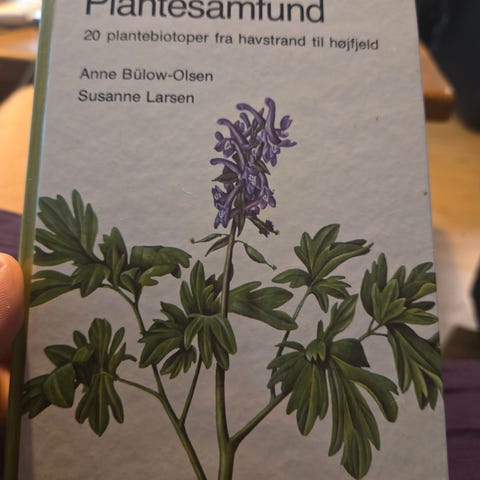 Plantesamfund
20 plantebiotoper fra havstrand til højfjeld
Anne Bülow-Olsen
Susanne Larsen